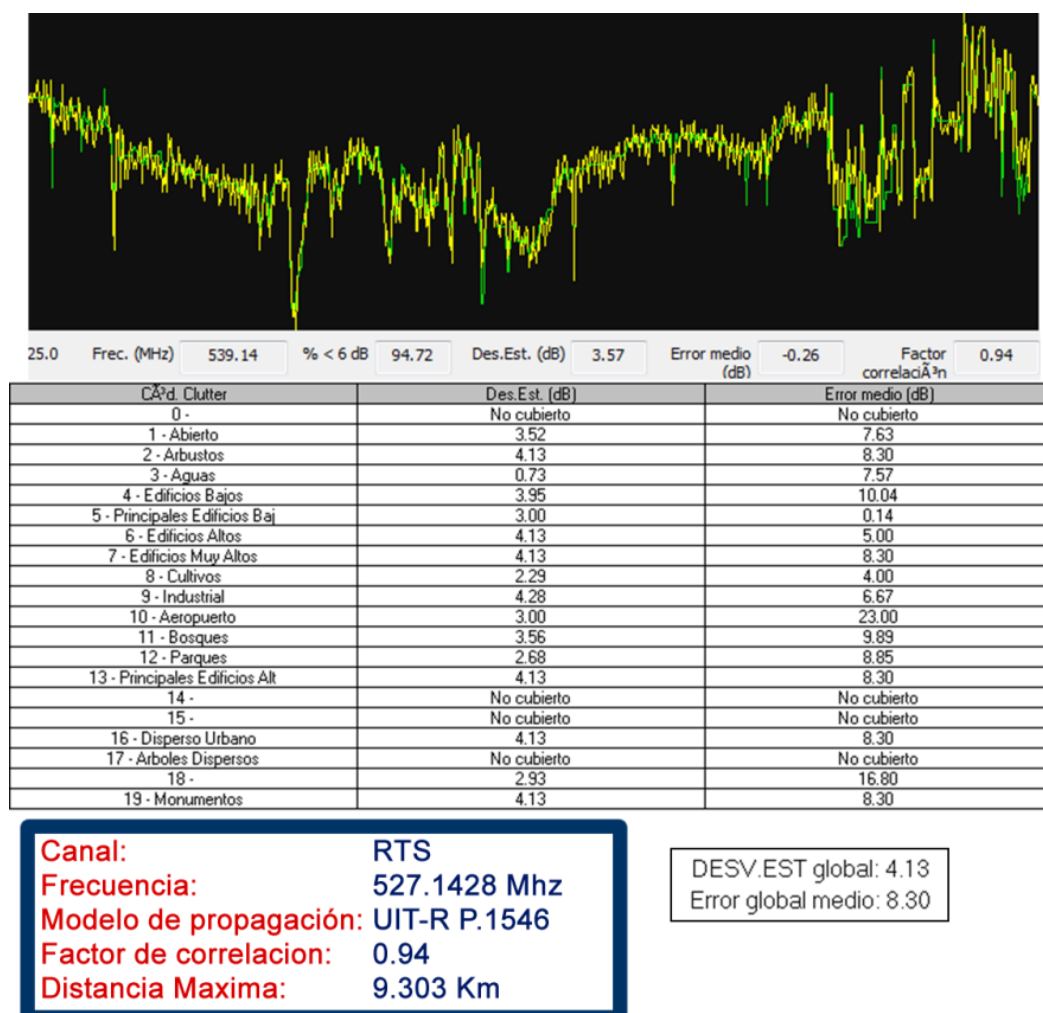 25.0 Frec. (MHz) 539.14 % < 6 dB 94.72 Des.Est. (dB) 3.57 Error medio (dB) -0.26 Factor correlaciÃ³n 0.94
CÃ³d. Clutter Des.Est. (dB) Error medio (dB)
0 - No cubierto No cubierto
1 - Abierto 3.52 7.63
2 - Arbustos 4.13 8.30
3 - Aguas 0.73 7.57
4 - Edificios Bajos 3.95 10.04
5 - Principales Edificios Baj 3.00 0.14
6 - Edificios Altos 4.13 5.00
7 - Edificios Muy Altos 4.13 8.30
8 - Cultivos 2.29 4.00
9 - Industrial 4.28 6.67
10 - Aeropuerto 3.00 23.00
11 - Bosques 3.56 9.89
12 - Parques 2.68 8.85
13 - Principales Edificios Alt 4.13 8.30
14 - No cubierto No cubierto
15 - No cubierto No cubierto
16 - Disperso Urbano 4.13 8.30
17 - Arboles Dispersos No cubierto No cubierto
18 - 2.93 16.80
19 - Monumentos 4.13 8.30
Canal: RTS
Frecuencia: 527.1428 Mhz
Modelo de propagación: UIT-R P.1546
Factor de correlacion: 0.94
Distancia Maxima: 9.303 Km
DESV.EST global: 4.13
Error global medio: 8.30